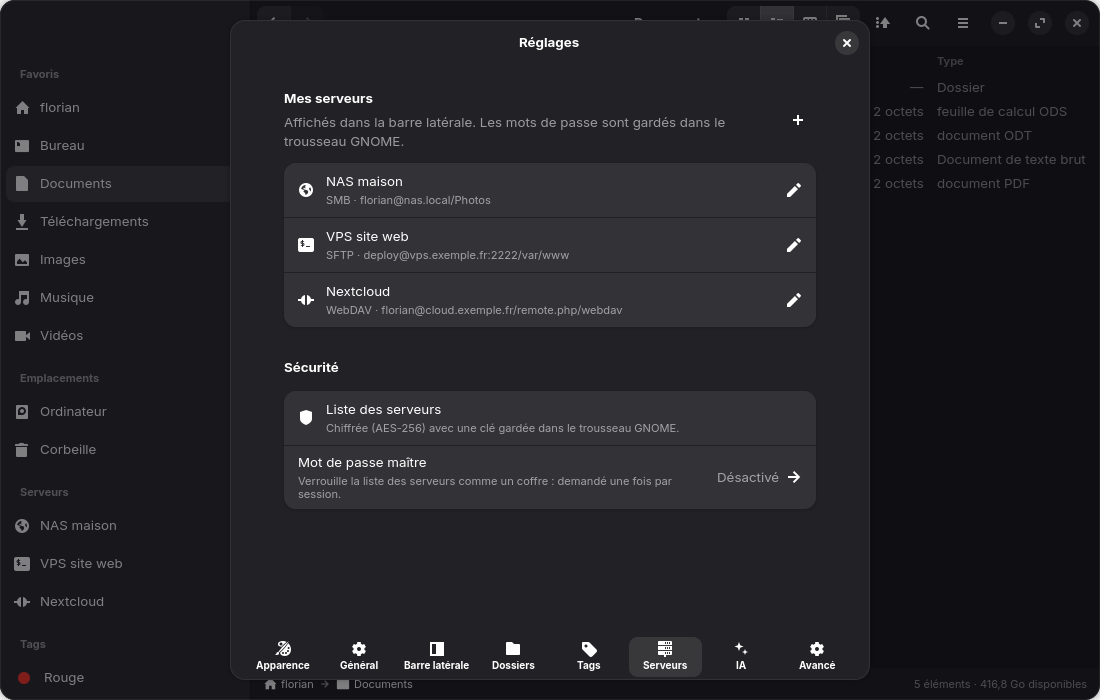 Réglages
Favoris
florian
Bureau
Documents
Téléchargements
Images
Musique
Vidéos
Emplacements
Ordinateur
Corbeille
Serveurs
NAS maison
VPS site web
Nextcloud
Tags
Rouge
Mes serveurs
Affichés dans la barre latérale. Les mots de passe sont gardés dans le
trousseau GNOME.
NAS maison
SMB · florian@nas.local/Photos
VPS site web
SFTP · deploy@vps.exemple.fr:2222/var/www
Nextcloud
WebDAV · florian@cloud.exemple.fr/remote.php/webdav
Sécurité
Liste des serveurs
Chiffrée (AES-256) avec une clé gardée dans le trousseau GNOME.
Mot de passe maître
Verrouille la liste des serveurs comme un coffre : demandé une fois par
session.
Désactivé
Apparence
Général
Barre latérale
Dossiers
Tags
Serveurs
IA
Avancé
Type
— Dossier
2 octets feuille de calcul ODS
2 octets document ODT
2 octets Document de texte brut
2 octets document PDF
florian → Documents
5 éléments · 416,8 Go disponibles